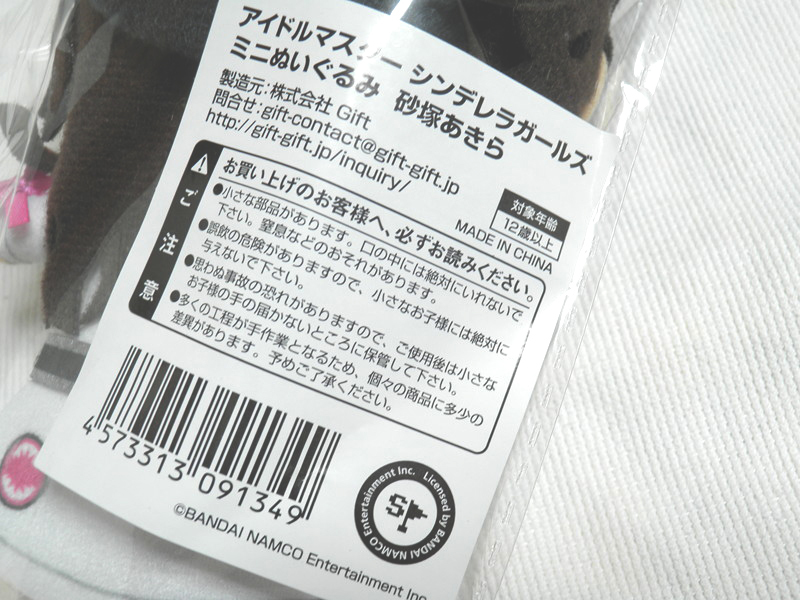 アイドルマスター シンデレラガールズ
ミニぬいぐるみ 砂塚あきら
製造元：株式会社 Gift
問合せ：gift-contact@gift-gift.jp
http://gift-gift.jp/inquiry/
対象年齢
12歳以上
MADE IN CHINA
ご注意
お買い上げのお客様へ、必ずお読みください。
●小さな部品があります。口の中には絶対にいれないで
下さい。窒息などのおそれがあります。
●誤飲の危険がありますので、小さなお子様には絶対に
与えないで下さい。
●思わぬ事故の恐れがありますので、ご使用後は小さな
お子様の手の届かないところに保管して下さい。
●多くの工程が手作業となるため、個々の商品に多少の
差異があります。予めご了承ください。
4 573313 091349
Licensed by BANDAI NAMCO Entertainment Inc.
©BANDAI NAMCO Entertainment Inc.